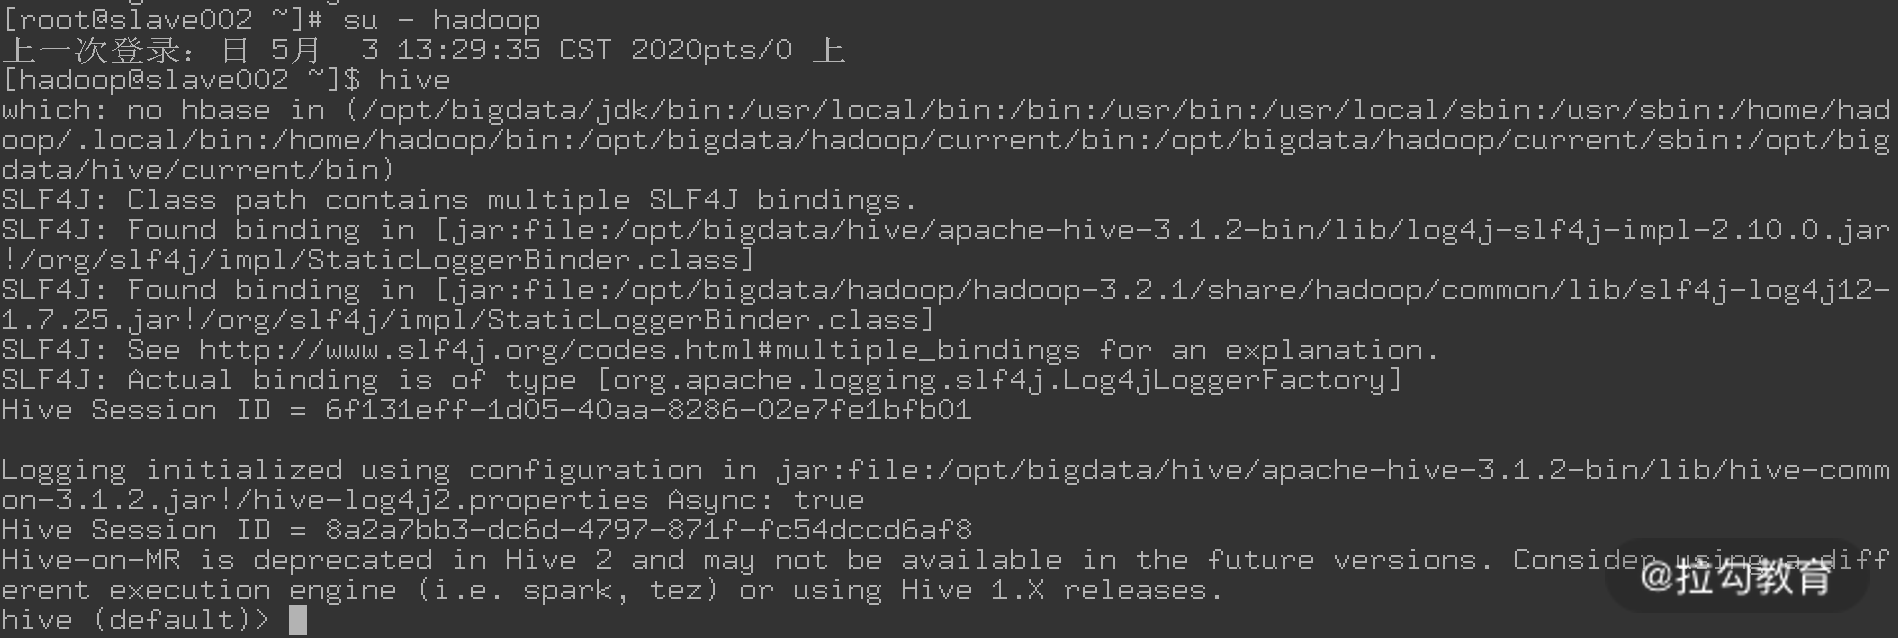 [root@slave002 ~]# su - hadoop
上一次登录：日 5月  3 13:29:35 CST 2020pts/0 上
[hadoop@slave002 ~]$ hive
which: no hbase in (/opt/bigdata/jdk/bin:/usr/local/bin:/bin:/usr/bin:/usr/local/sbin:/usr/sbin:/home/had
oop/.local/bin:/home/hadoop/bin:/opt/bigdata/hadoop/current/bin:/opt/bigdata/hadoop/current/sbin:/opt/big
data/hive/current/bin)
SLF4J: Class path contains multiple SLF4J bindings.
SLF4J: Found binding in [jar:file:/opt/bigdata/hive/apache-hive-3.1.2-bin/lib/log4j-slf4j-impl-2.10.0.jar
!/org/slf4j/impl/StaticLoggerBinder.class]
SLF4J: Found binding in [jar:file:/opt/bigdata/hadoop/hadoop-3.2.1/share/hadoop/common/lib/slf4j-log4j12-
1.7.25.jar!/org/slf4j/impl/StaticLoggerBinder.class]
SLF4J: See http://www.slf4j.org/codes.html#multiple_bindings for an explanation.
SLF4J: Actual binding is of type [org.apache.logging.slf4j.Log4jLoggerFactory]
Hive Session ID = 6f131eff-1d05-40aa-8286-02e7fe1bfb01
Logging initialized using configuration in jar:file:/opt/bigdata/hive/apache-hive-3.1.2-bin/lib/hive-comm
on-3.1.2.jar!/hive-log4j2.properties Async: true
Hive Session ID = 8a2a7bb3-dc6d-4797-871f-fc54dccd6af8
Hive-on-MR is deprecated in Hive 2 and may not be available in the future versions. Consider using a diff
erent execution engine (i.e. spark, tez) or using Hive 1.X releases.
hive (default)>
@拉勾教育